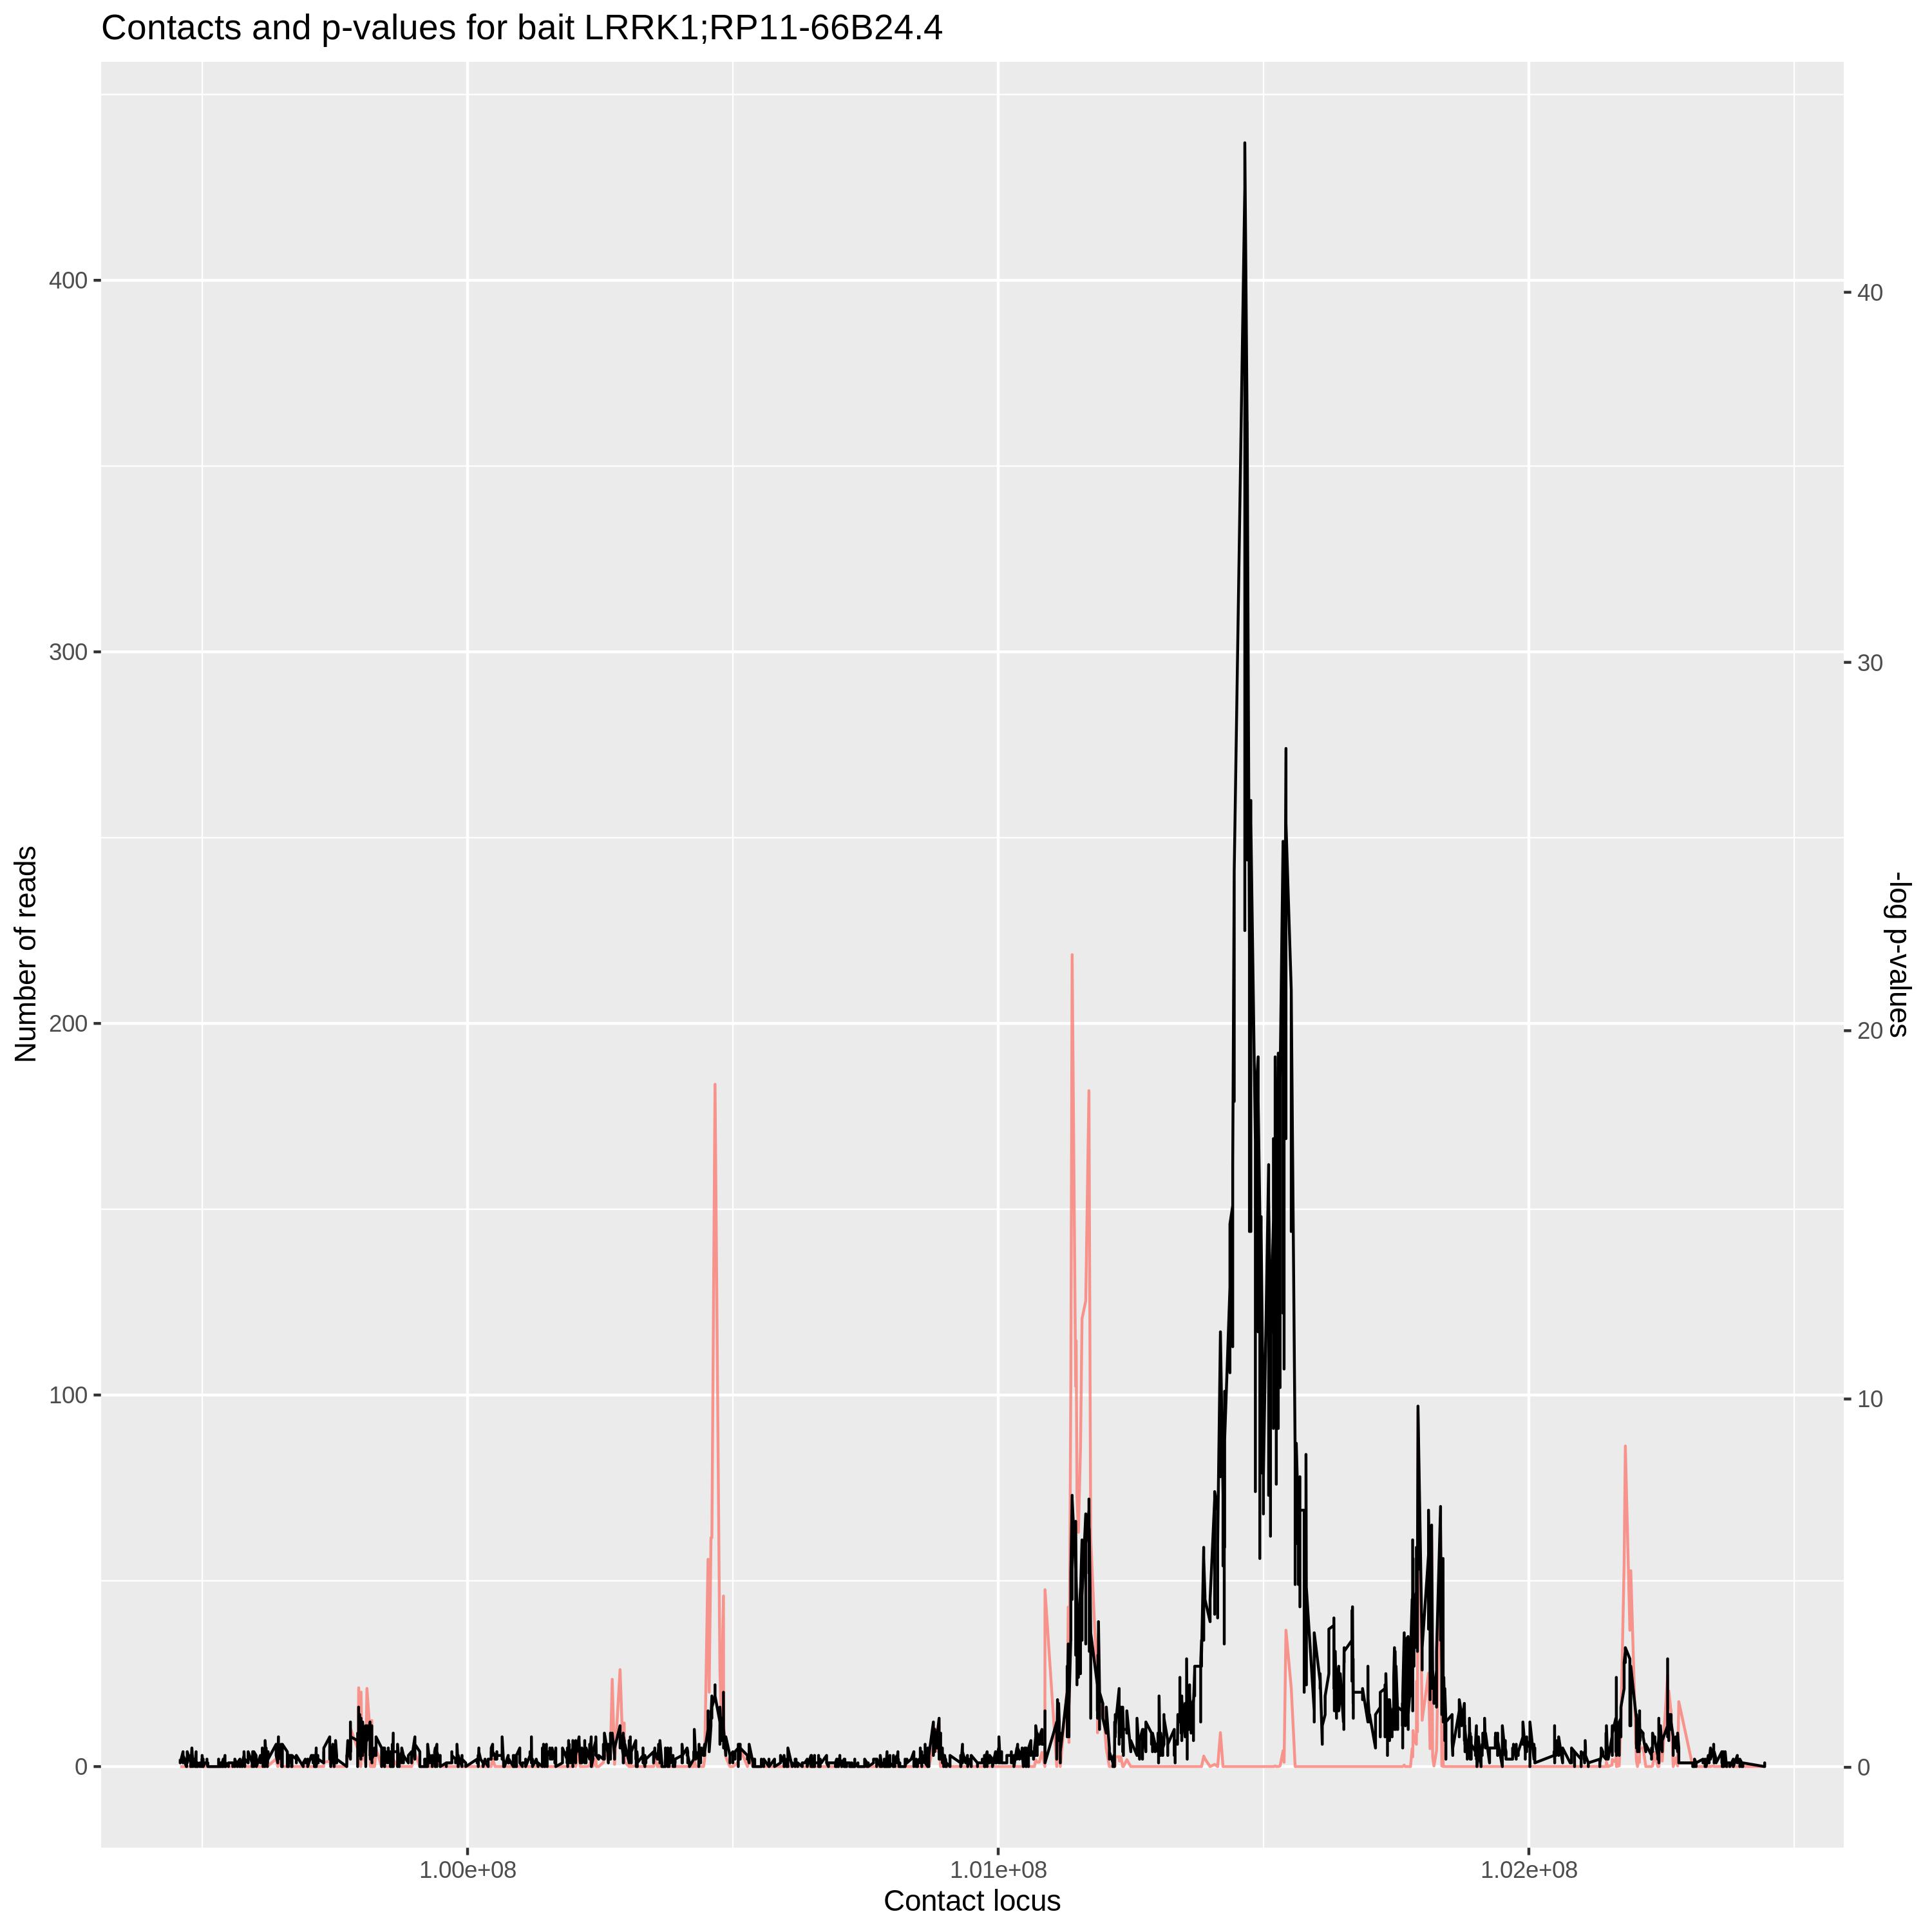 Contacts and p-values for bait LRRK1;RP11-66B24.4
400
300
200
100
0
Number of reads
40
30
20
10
0
-log p-values
1.00e+08
1.01e+08
1.02e+08
Contact locus